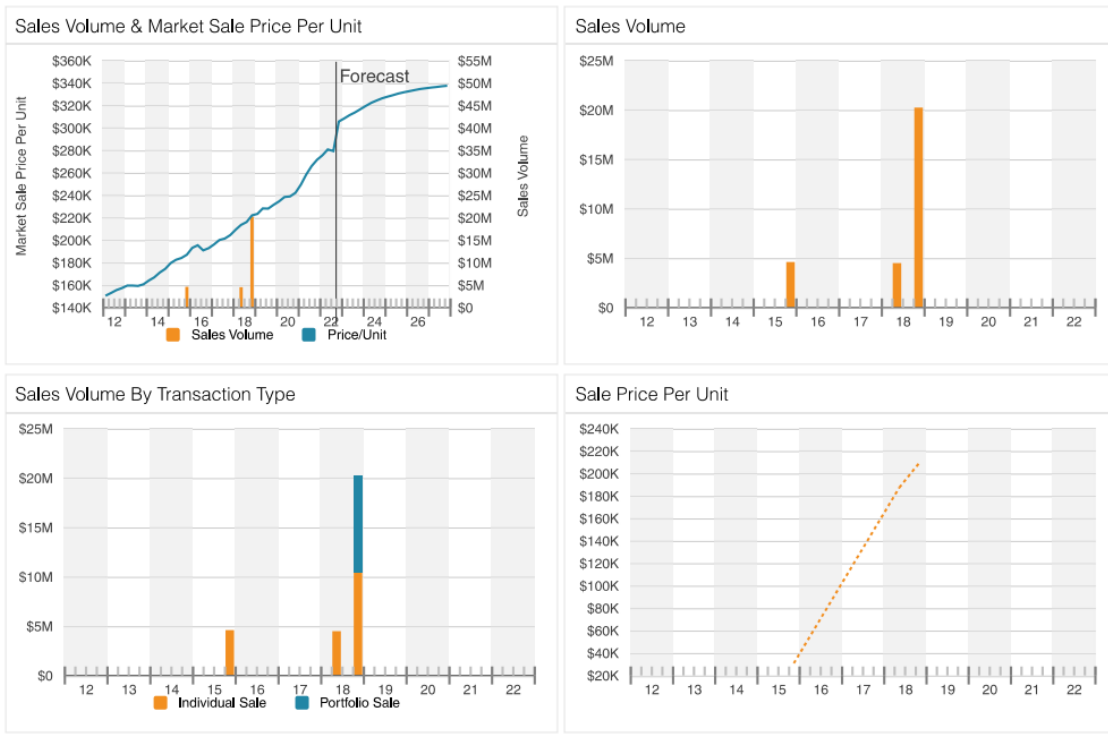 Sales Volume & Market Sale Price Per Unit
$360K
$340K
$320K
$300K
$280K
$260K
$240K
$220K
$200K
$180K
$160K
$140K
Market Sale Price Per Unit
Forecast
$55M
$50M
$45M
$40M
$35M
$30M
$25M
$20M
$15M
$10M
$5M
$0
Sales Volume
12 14 16 18 20 22 24 26
Sales Volume Price/Unit
Sales Volume
$25M
$20M
$15M
$10M
$5M
$0
12 13 14 15 16 17 18 19 20 21 22
Sales Volume By Transaction Type
$25M
$20M
$15M
$10M
$5M
$0
12 13 14 15 16 17 18 19 20 21 22
Individual Sale Portfolio Sale
Sale Price Per Unit
$240K
$220K
$200K
$180K
$160K
$140K
$120K
$100K
$80K
$60K
$40K
$20K
12 13 14 15 16 17 18 19 20 21 22